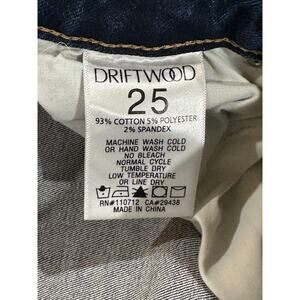 DRIFTWOOD
25
93% COTTON 5% POLYESTER
2% SPANDEX
MACHINE WASH COLD
OR HAND WASH COLD
NO BLEACH
NORMAL CYCLE
TUMBLE DRY
LOW TEMPERATURE
OR LINE DRY
RN#110712 CA#29438
MADE IN CHINA